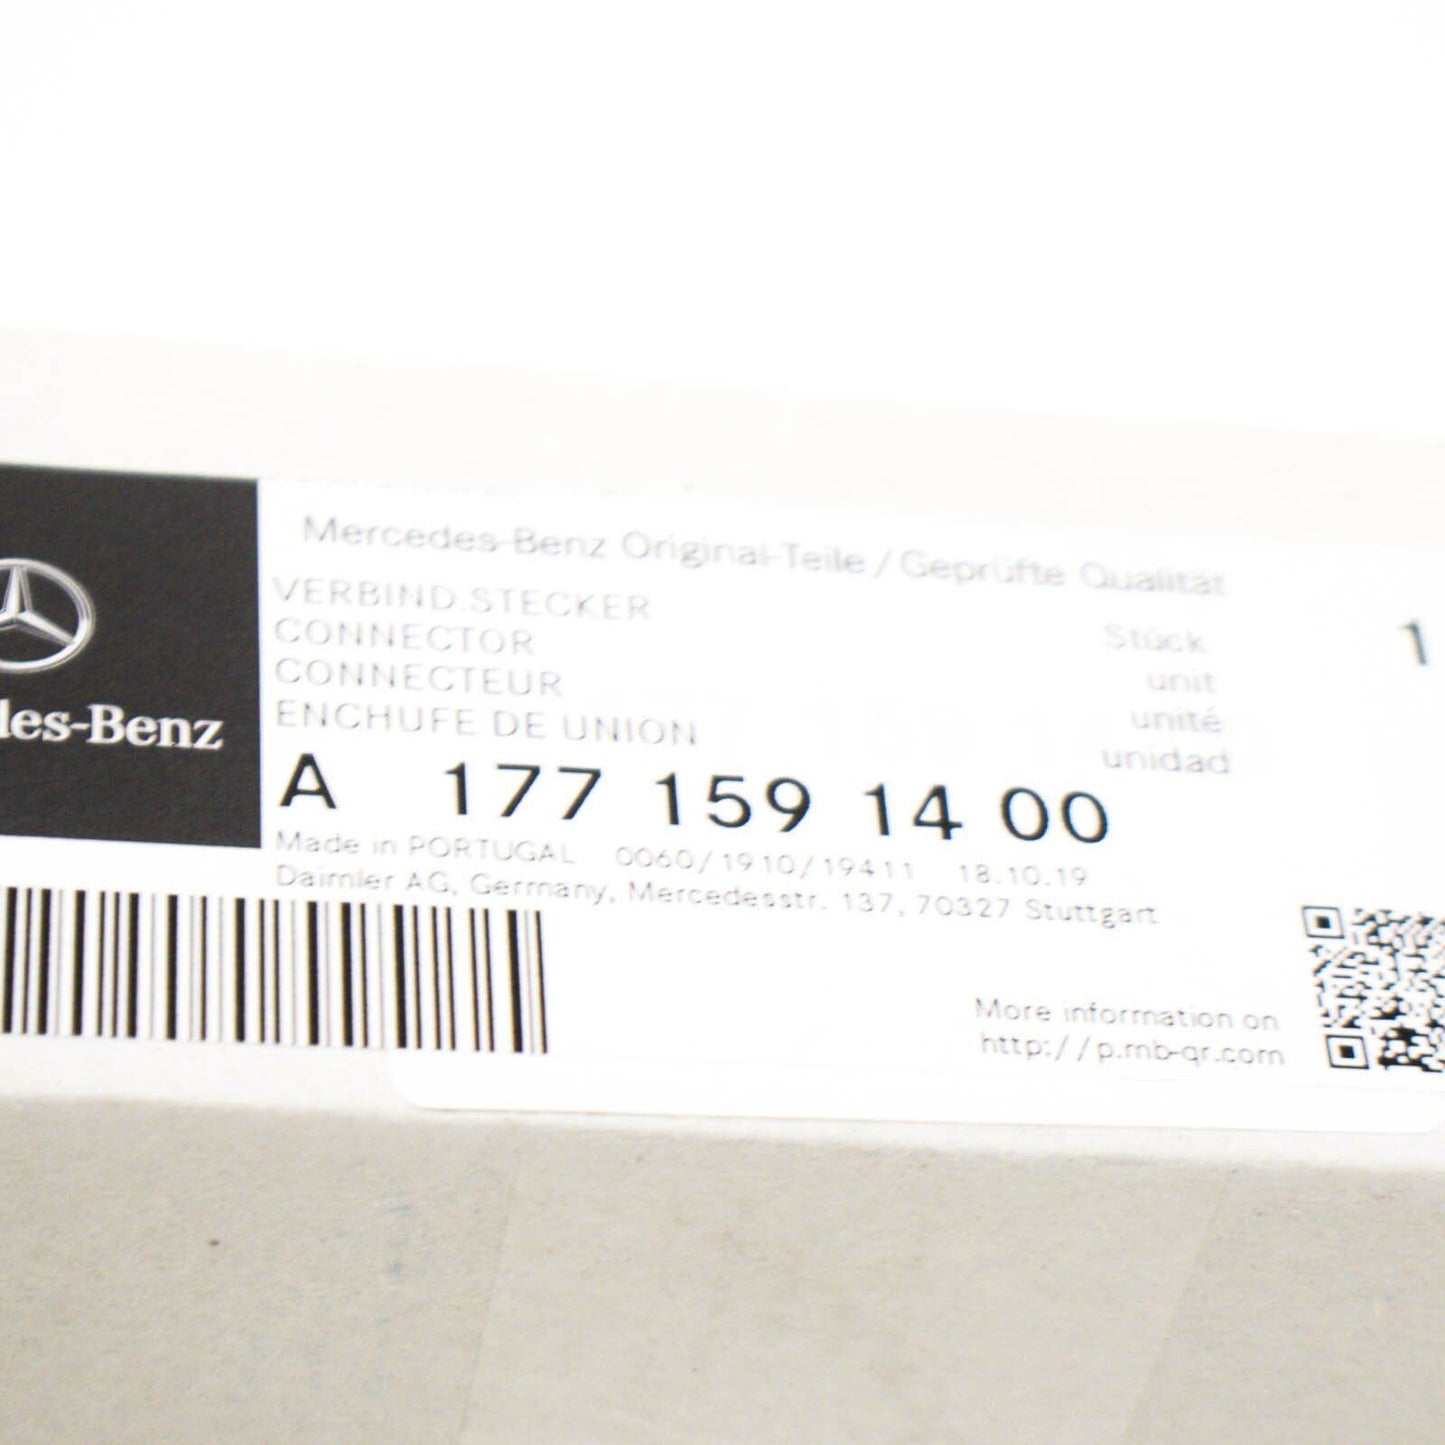 des-Benz
Mercedes-Benz Original-Teile / Geprüfte Qualität
VERBIND.STECKER
CONNECTOR
CONNECTEUR
ENCHUFE DE UNION
Stück 1
unit
unité
unidad
A 177 159 14 00
Made in PORTUGAL 0060/1910/19411 18.10.19
Daimler AG, Germany, Mercedesstr. 137, 70327 Stuttgart
More information on
http://p.mb-qr.com